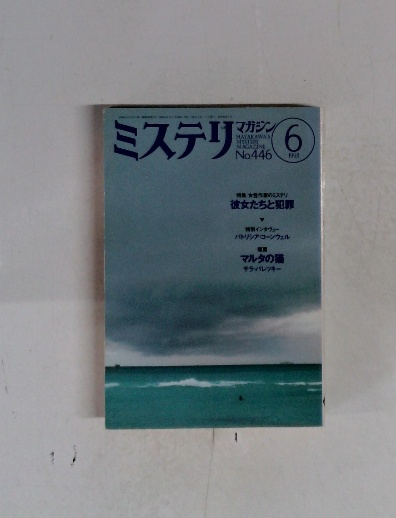 ミステリ
マガジン
HAYAKAWA'S
MYSTERY
MAGAZINE
No.446
6
1993
特集 女性作家のミステリ
彼女たちと犯罪
▼
特別インタヴュー
パトリシア・コーンウェル
マルタの猫
サラ・パレツキー